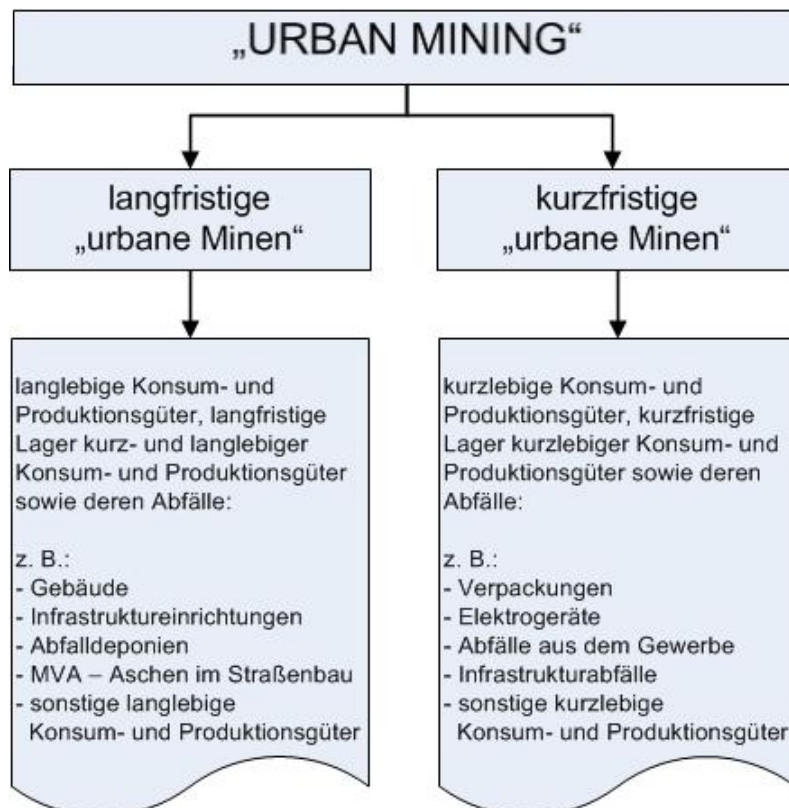 „URBAN MINING“
langfristige
„urbane Minen“
kurzfristige
„urbane Minen“
langlebige Konsum- und
Produktionsgüter, langfristige
Lager kurz- und langlebiger
Konsum- und Produktionsgüter
sowie deren Abfälle:
z. B.:
- Gebäude
- Infrastruktureinrichtungen
- Abfalldeponien
- MVA – Aschen im Straßenbau
- sonstige langlebige
Konsum- und Produktionsgüter
kurzlebige Konsum- und
Produktionsgüter, kurzfristige
Lager kurzlebiger Konsum- und
Produktionsgüter sowie deren
Abfälle:
z. B.:
- Verpackungen
- Elektrogeräte
- Abfälle aus dem Gewerbe
- Infrastrukturabfälle
- sonstige kurzlebige
Konsum- und Produktionsgüter